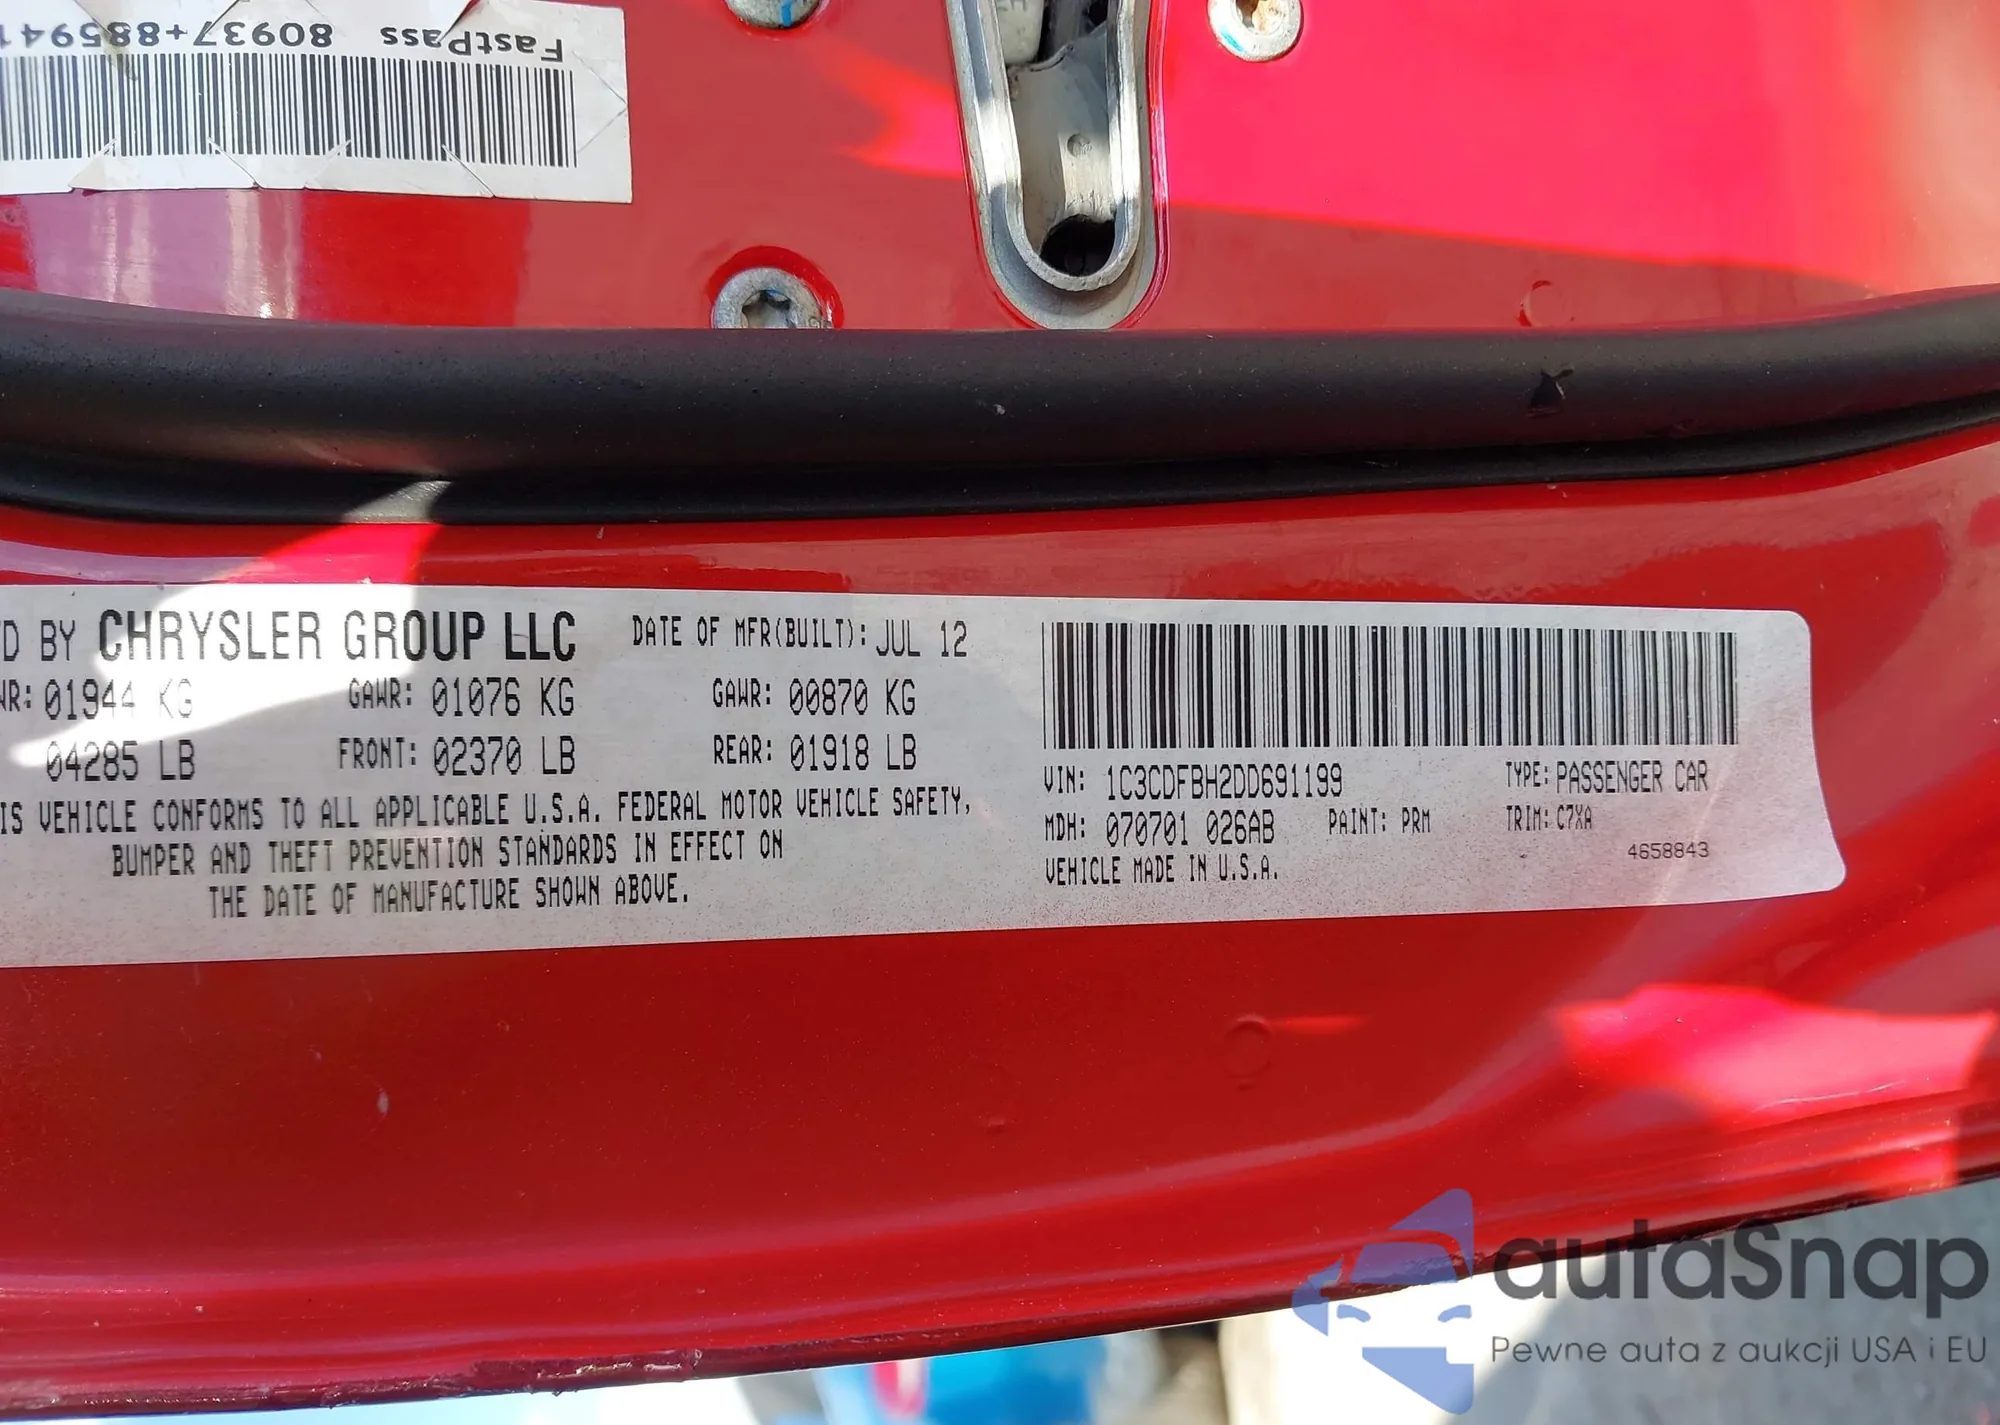 FastPass 80937+88594
D BY CHRYSLER GROUP LLC DATE OF MFR(BUILT): JUL 12
WR: 01944 KG GAWR: 01076 KG GAWR: 00870 KG
04285 LB FRONT: 02370 LB REAR: 01918 LB
IS VEHICLE CONFORMS TO ALL APPLICABLE U.S.A. FEDERAL MOTOR VEHICLE SAFETY,
BUMPER AND THEFT PREVENTION STANDARDS IN EFFECT ON
THE DATE OF MANUFACTURE SHOWN ABOVE.
VIN: 1C3CDFBH2DD691199 TYPE: PASSENGER CAR
MDH: 070701 026AB PAINT: PRM TRIM: C7XA
VEHICLE MADE IN U.S.A. 4658843
autaSnap
Pewne auta z aukcji USA i EU